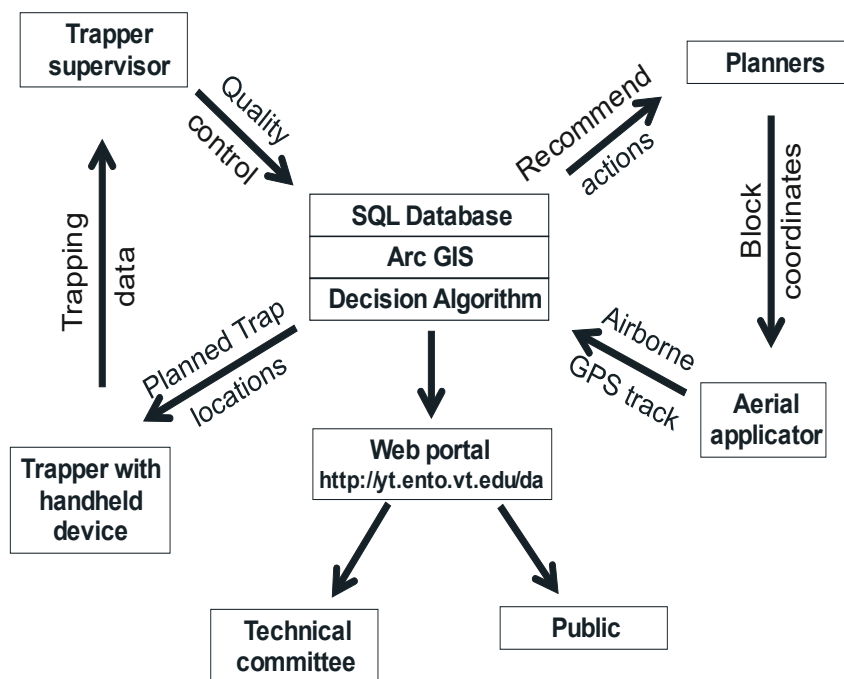 Trapper
supervisor
Quality
control
Recommend
actions
Planners
SQL Database
Arc GIS
Decision Algorithm
Trapping
data
Block
coordinates
Planned Trap
locations
Airborne
GPS track
Aerial
applicator
Web portal
http://yt.ento.vt.edu/da
Trapper with
handheld
device
Technical
committee
Public